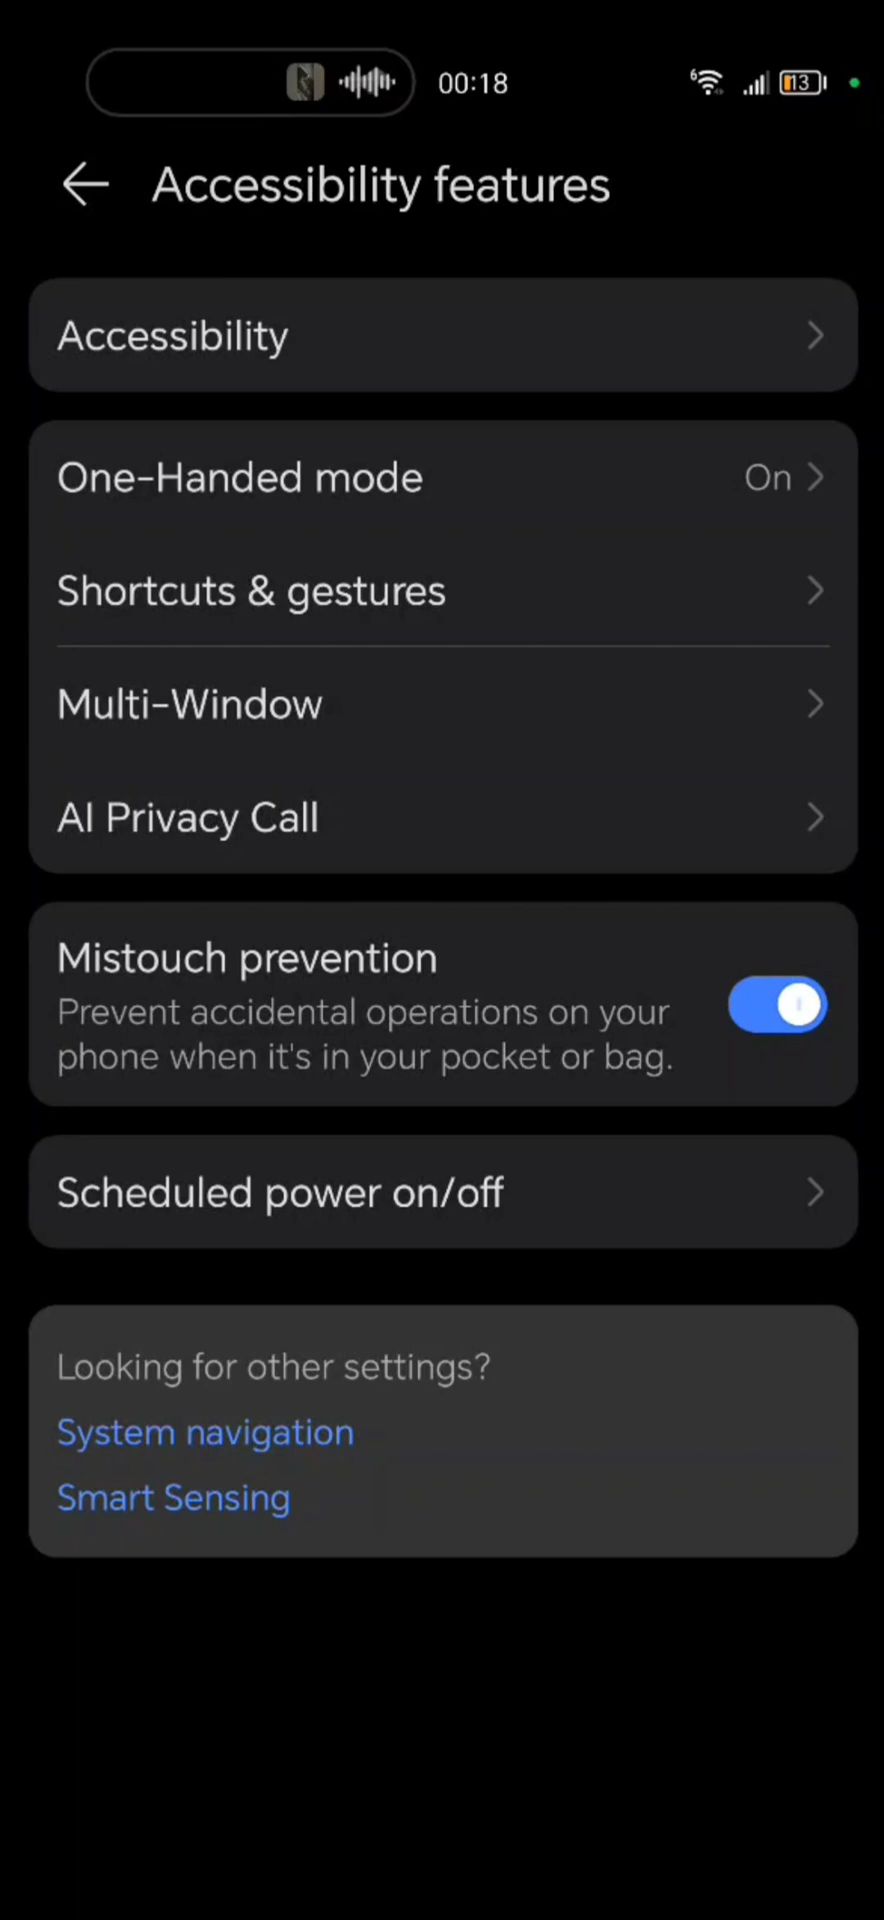 00:18
6
13
Accessibility features
Accessibility
One-Handed mode
On
Shortcuts & gestures
Multi-Window
AI Privacy Call
Mistouch prevention
Prevent accidental operations on your
phone when it's in your pocket or bag.
Scheduled power on/off
Looking for other settings?
System navigation
Smart Sensing